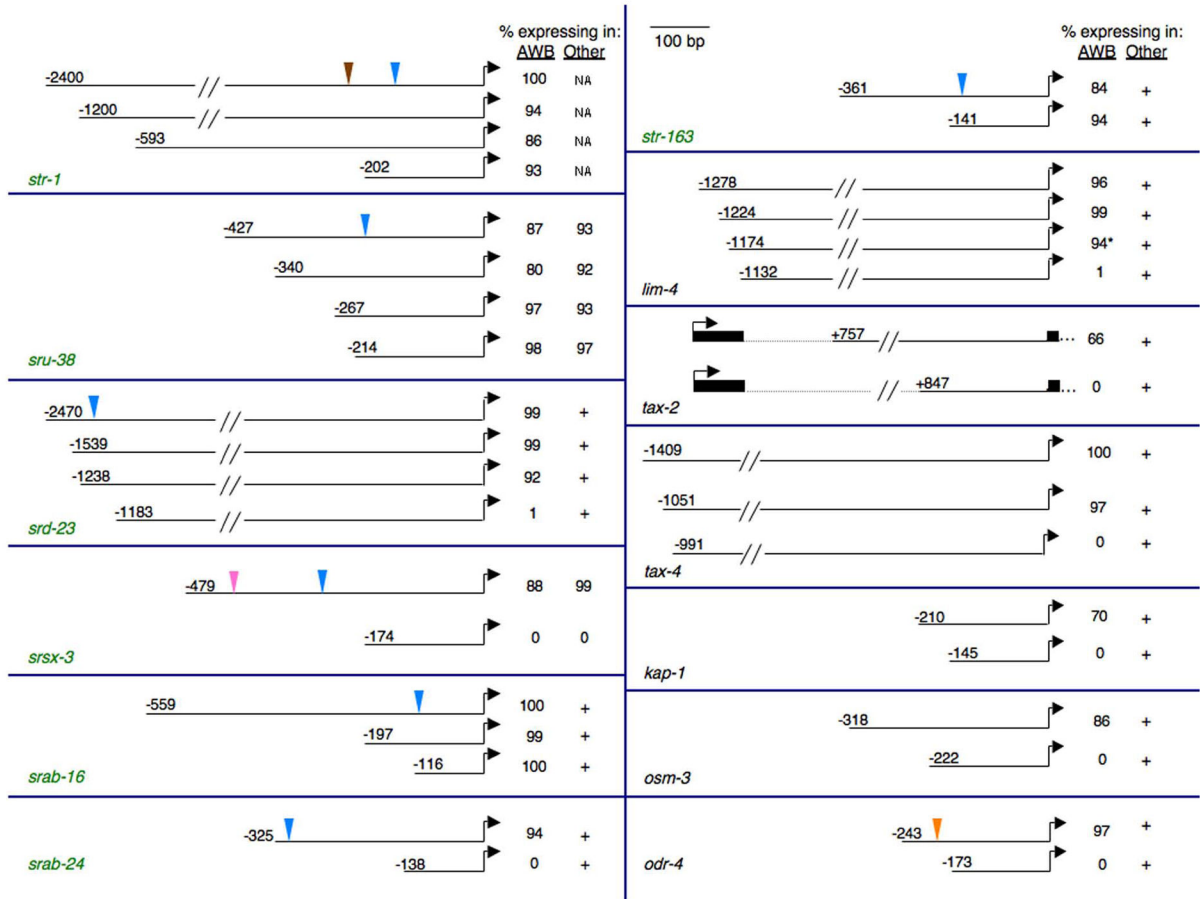 % expressing in:
AWB Other
-2400 // 100 NA
-1200 // 94 NA
-593 86 NA
-202 93 NA
str-1
-427 87 93
-340 80 92
-267 97 93
-214 98 97
sru-38
-2470 // 99 +
-1539 // 99 +
-1238 // 92 +
-1183 // 1 +
srd-23
-479 88 99
-174 0 0
srsx-3
-559 100 +
-197 99 +
-116 100 +
srab-16
-325 94 +
-138 0 +
srab-24
100 bp
% expressing in:
AWB Other
-361 84 +
-141 94 +
str-163
-1278 // 96 +
-1224 // 99 +
-1174 // 94* +
-1132 // 1 +
lim-4
+757 // ... 66 +
// +847 ... 0 +
tax-2
-1409 // 100 +
-1051 // 97 +
-991 // 0 +
tax-4
-210 70 +
-145 0 +
kap-1
-318 86 +
-222 0 +
osm-3
-243 97 +
-173 0 +
odr-4